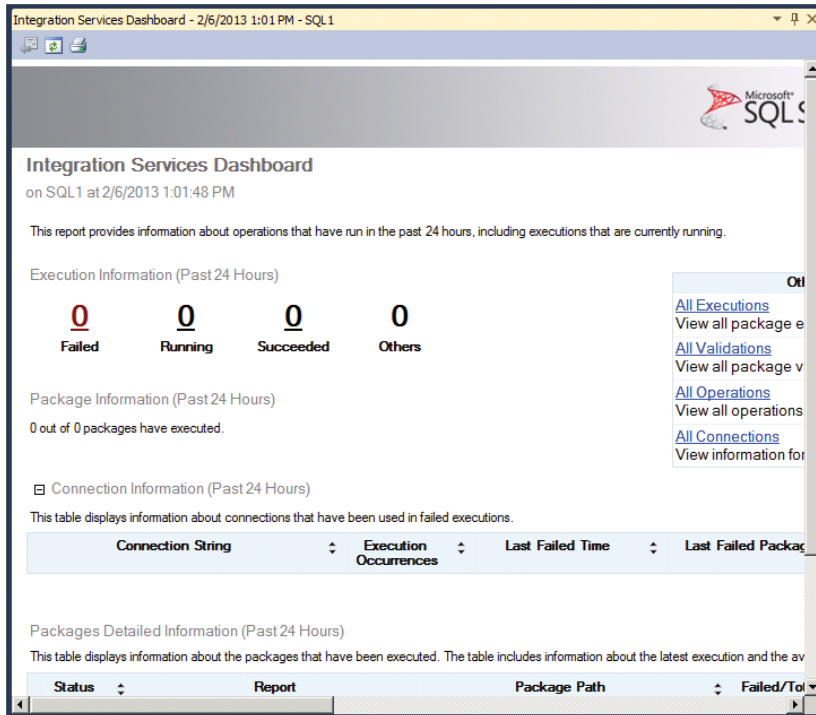 Integration Services Dashboard - 2/6/2013 1:01 PM - SQL1
Microsoft®
SQL S
Integration Services Dashboard
on SQL1 at 2/6/2013 1:01:48 PM
This report provides information about operations that have run in the past 24 hours, including executions that are currently running.
Execution Information (Past 24 Hours)
0 0 0 0
Failed Running Succeeded Others
Otl
All Executions
View all package e
All Validations
View all package v
All Operations
View all operations
All Connections
View information for
Package Information (Past 24 Hours)
0 out of 0 packages have executed.
Connection Information (Past 24 Hours)
This table displays information about connections that have been used in failed executions.
Connection String Execution Occurrences Last Failed Time Last Failed Packag
Packages Detailed Information (Past 24 Hours)
This table displays information about the packages that have been executed. The table includes information about the latest execution and the av
Status Report Package Path Failed/Tot